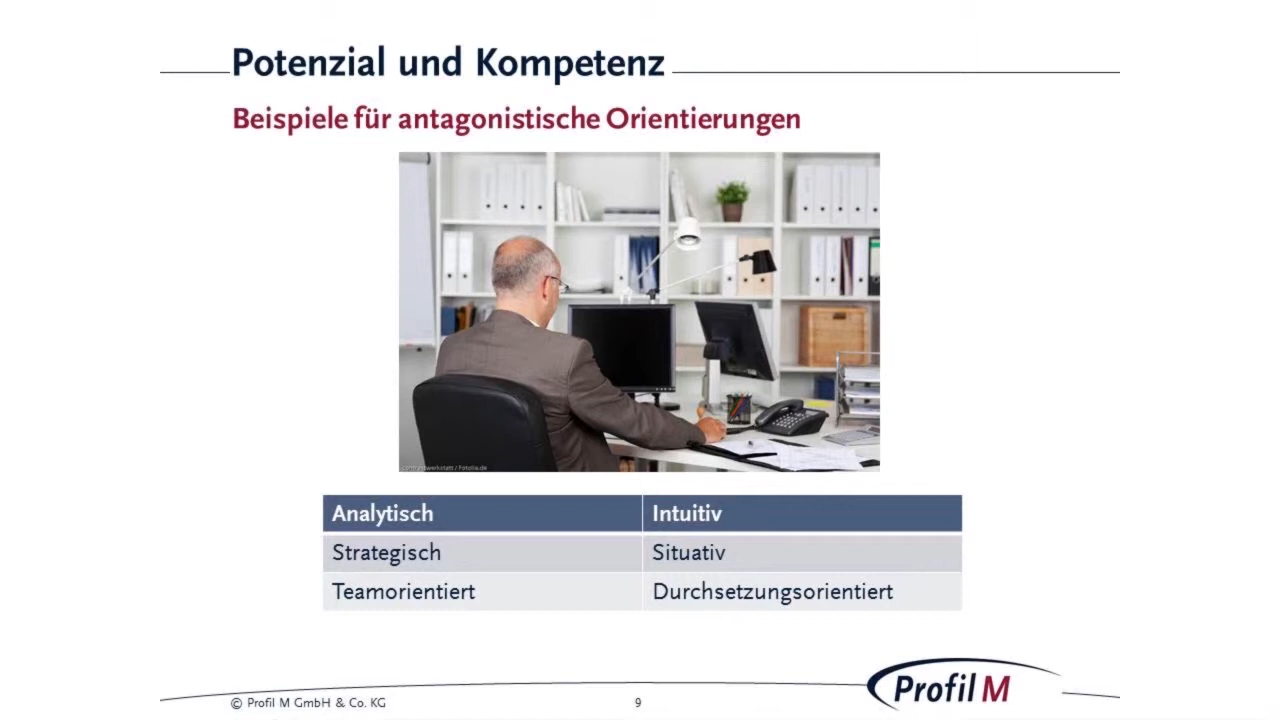 Potenzial und Kompetenz
Beispiele für antagonistische Orientierungen
Analytisch Intuitiv
Strategisch Situativ
Teamorientiert Durchsetzungsorientiert
© Profil M GmbH & Co. KG
9
Profil M